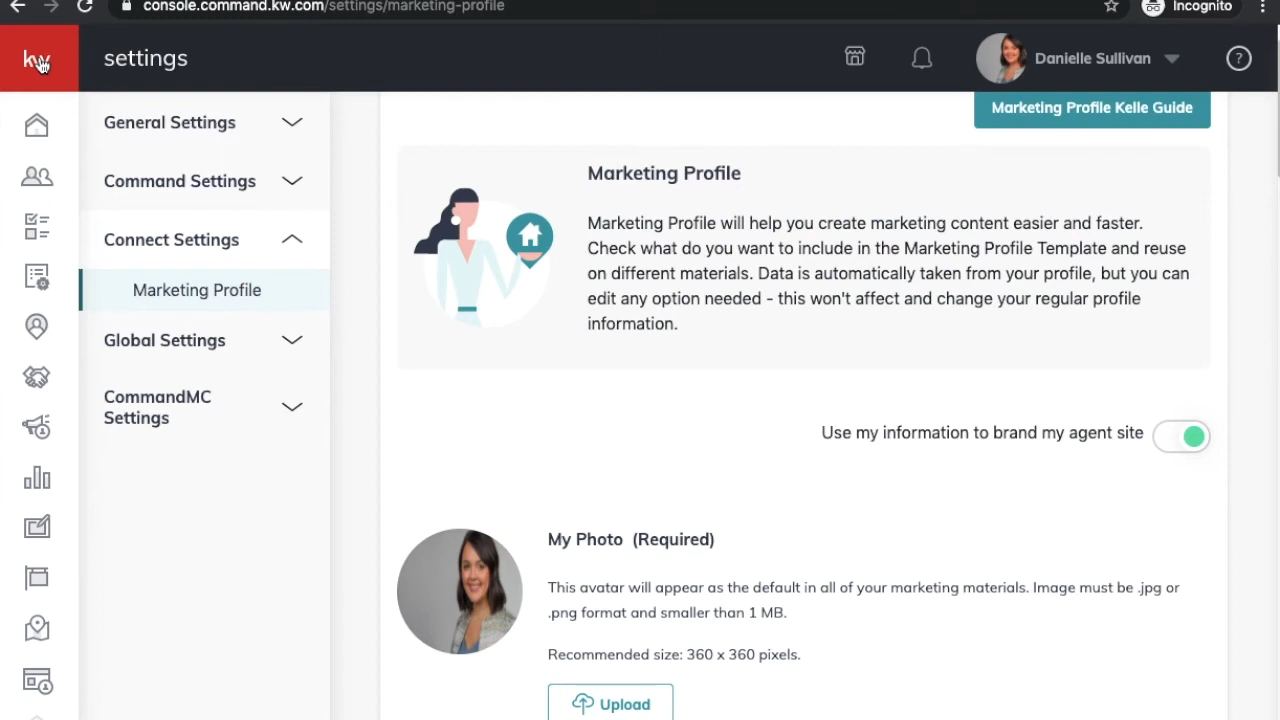 console.command.kw.com/settings/marketing-profile
Incognito
kw
settings
Danielle Sullivan
?
General Settings
Command Settings
Connect Settings
Marketing Profile
Global Settings
CommandMC
Settings
Marketing Profile Kelle Guide
Marketing Profile
Marketing Profile will help you create marketing content easier and faster.
Check what do you want to include in the Marketing Profile Template and reuse
on different materials. Data is automatically taken from your profile, but you can
edit any option needed - this won't affect and change your regular profile
information.
Use my information to brand my agent site
My Photo (Required)
This avatar will appear as the default in all of your marketing materials. Image must be .jpg or
.png format and smaller than 1 MB.
Recommended size: 360 x 360 pixels.
Upload